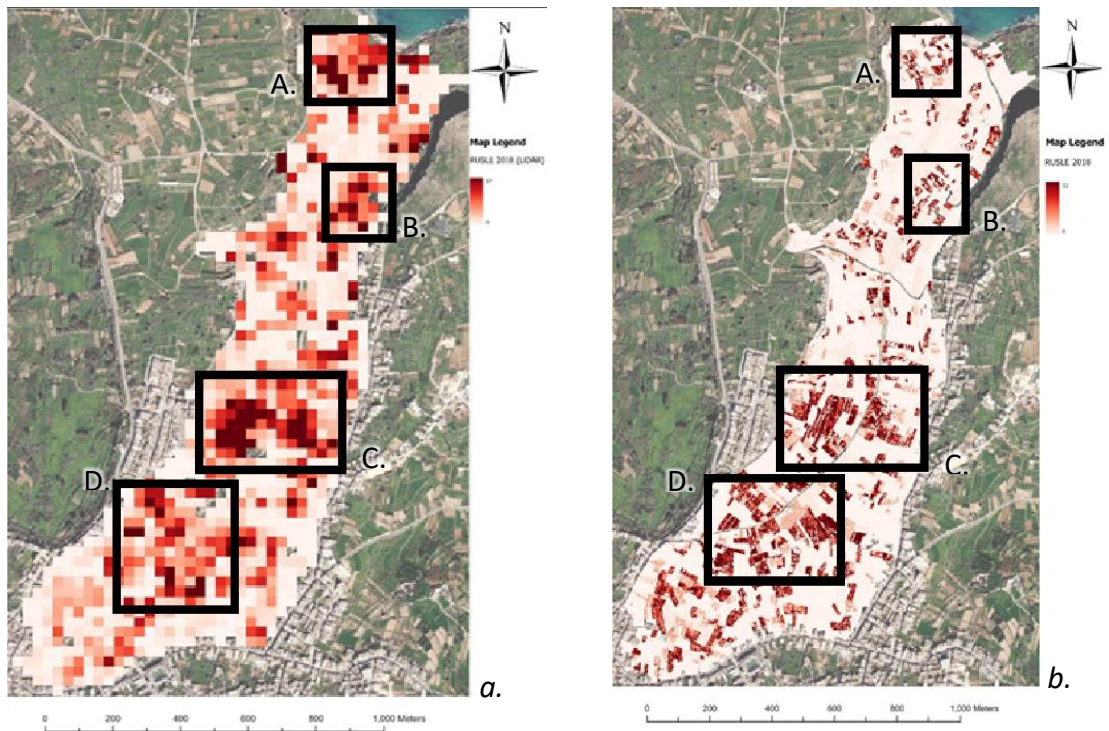 N
A.
Map Legend
RUSLE 2018 (LiDAR)
B.
C.
D.
a.
0 200 400 600 800 1,000 Meters
N
A.
Map Legend
RUSLE 2018
B.
C.
D.
b.
0 200 400 600 800 1,000 Meters